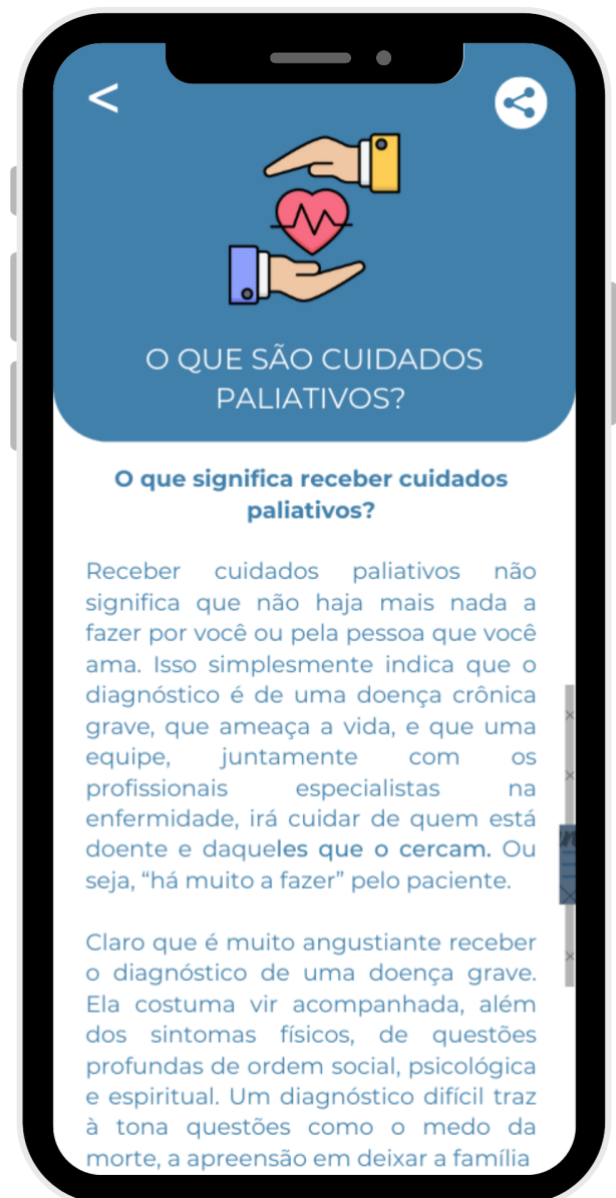 O QUE SÃO CUIDADOS
PALIATIVOS?
O que significa receber cuidados
paliativos?
Receber cuidados paliativos não
significa que não haja mais nada a
fazer por você ou pela pessoa que você
ama. Isso simplesmente indica que o
diagnóstico é de uma doença crônica
grave, que ameaça a vida, e que uma
equipe, juntamente com os
profissionais especialistas na
enfermidade, irá cuidar de quem está
doente e daqueles que o cercam. Ou
seja, “há muito a fazer” pelo paciente.
Claro que é muito angustiante receber
o diagnóstico de uma doença grave.
Ela costuma vir acompanhada, além
dos sintomas físicos, de questões
profundas de ordem social, psicológica
e espiritual. Um diagnóstico difícil traz
à tona questões como o medo da
morte, a apreensão em deixar a família